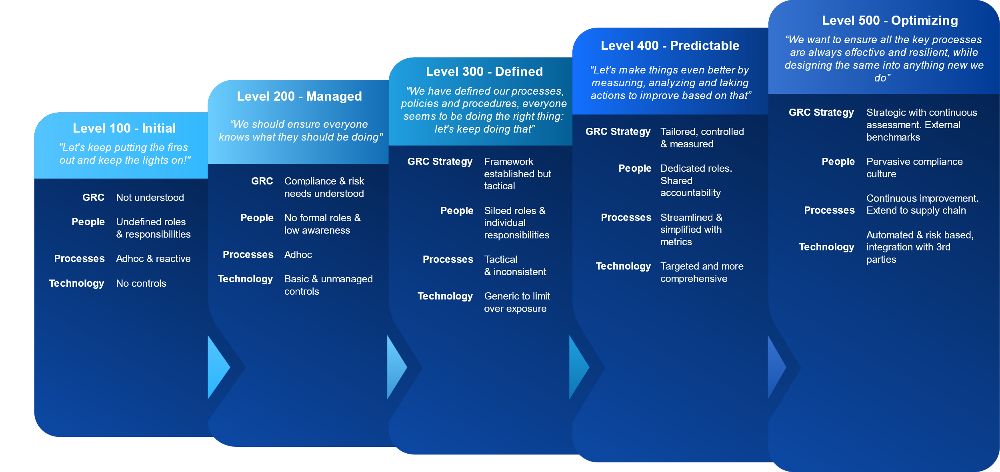 Level 100 - Initial
"Let's keep putting the fires
out and keep the lights on!"
GRC Not understood
People Undefined roles
& responsibilities
Processes Adhoc & reactive
Technology No controls
Level 200 - Managed
“We should ensure everyone
knows what they should be doing"
GRC Compliance & risk
needs understood
People No formal roles &
low awareness
Processes Adhoc
Technology Basic & unmanaged
controls
Level 300 - Defined
"We have defined our processes,
policies and procedures, everyone
seems to be doing the right thing:
let's keep doing that”
GRC Strategy Framework
established but
tactical
People Siloed roles &
individual
responsibilities
Processes Tactical
& inconsistent
Technology Generic to limit
over exposure
Level 400 - Predictable
"Let's make things even better by
measuring, analyzing and taking
actions to improve based on that”
GRC Strategy Tailored, controlled
& measured
People Dedicated roles.
Shared
accountability
Processes Streamlined &
simplified with
metrics
Technology Targeted and more
comprehensive
Level 500 - Optimizing
“We want to ensure all the key processes
are always effective and resilient, while
designing the same into anything new we
do”
GRC Strategy Strategic with continuous
assessment. External
benchmarks
People Pervasive compliance
culture
Continuous improvement.
Processes Extend to supply chain
Automated & risk based,
Technology integration with 3rd
parties